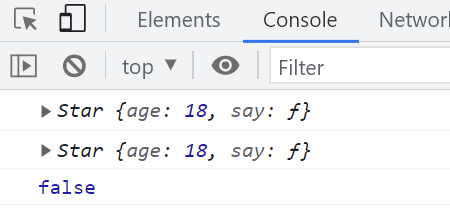 Elements Console Networ
top ▼ Filter
▶ Star {age: 18, say: ƒ}
▶ Star {age: 18, say: ƒ}
false